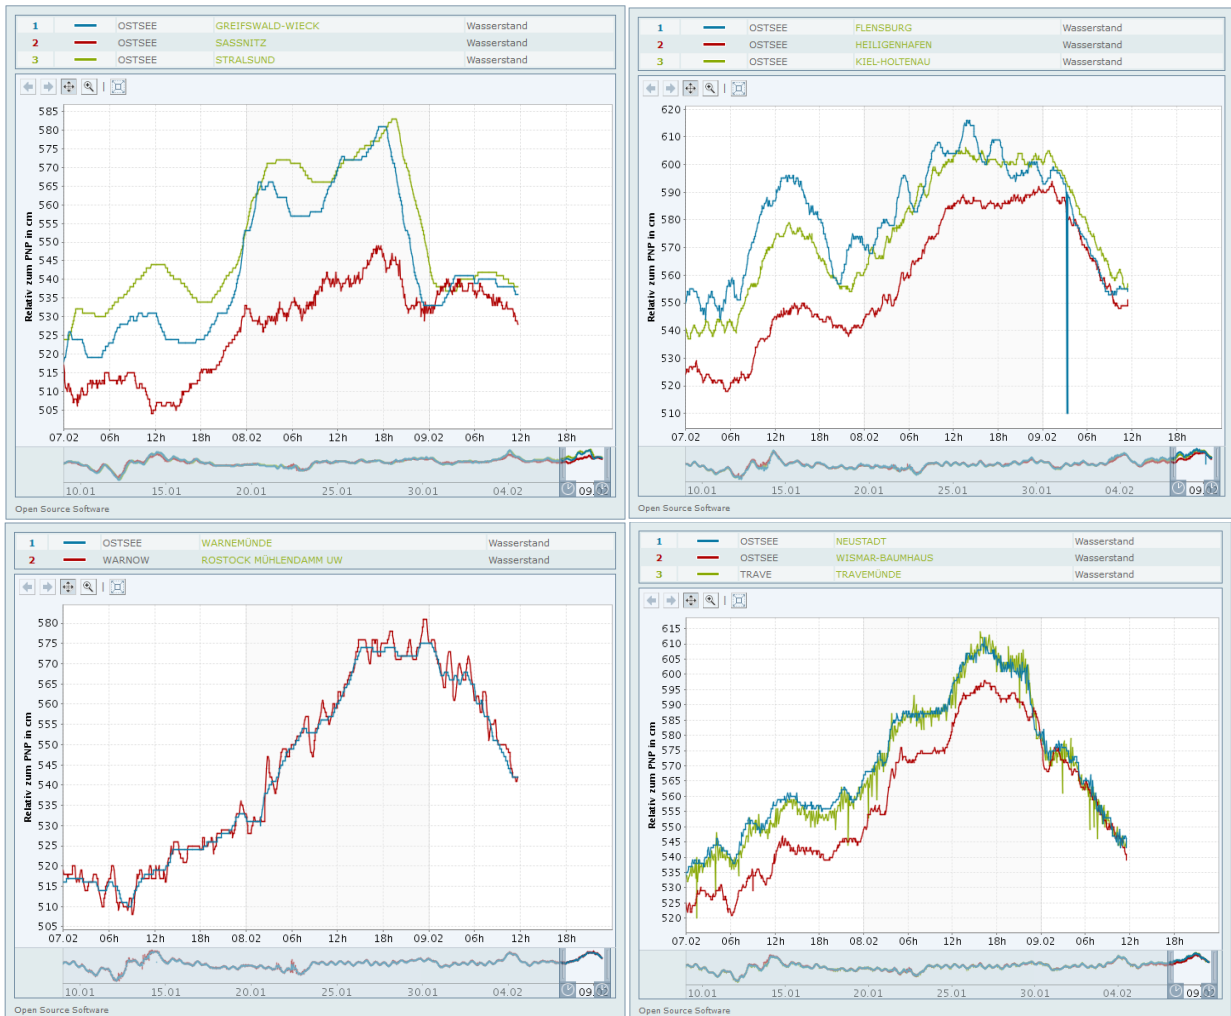 1 OSTSEE GREIFSWALD-WIECK Wasserstand
2 OSTSEE SASSNITZ Wasserstand
3 OSTSEE STRALSUND Wasserstand
Relativ zum PNP in cm
585
580
575
570
565
560
555
550
545
540
535
530
525
520
515
510
505
07.02 06h 12h 18h 08.02 06h 12h 18h 09.02 06h 12h 18h
10.01 15.01 20.01 25.01 30.01 04.02 09.02
Open Source Software
1 OSTSEE FLENSBURG Wasserstand
2 OSTSEE HEILIGENHAFEN Wasserstand
3 OSTSEE KIEL-HOLTENAU Wasserstand
Relativ zum PNP in cm
620
610
600
590
580
570
560
550
540
530
520
510
07.02 06h 12h 18h 08.02 06h 12h 18h 09.02 06h 12h 18h
10.01 15.01 20.01 25.01 30.01 04.02 09.02
Open Source Software
1 OSTSEE WARNEMÜNDE Wasserstand
2 WARNOW ROSTOCK MÜHLENDAMM UW Wasserstand
Relativ zum PNP in cm
580
575
570
565
560
555
550
545
540
535
530
525
520
515
510
505
07.02 06h 12h 18h 08.02 06h 12h 18h 09.02 06h 12h 18h
10.01 15.01 20.01 25.01 30.01 04.02 09.02
Open Source Software
1 OSTSEE NEUSTADT Wasserstand
2 OSTSEE WISMAR-BAUMHAUS Wasserstand
3 TRAVE TRAVEMÜNDE Wasserstand
Relativ zum PNP in cm
615
610
605
600
595
590
585
580
575
570
565
560
555
550
545
540
535
530
525
520
07.02 06h 12h 18h 08.02 06h 12h 18h 09.02 06h 12h 18h
10.01 15.01 20.01 25.01 30.01 04.02 09.02
Open Source Software